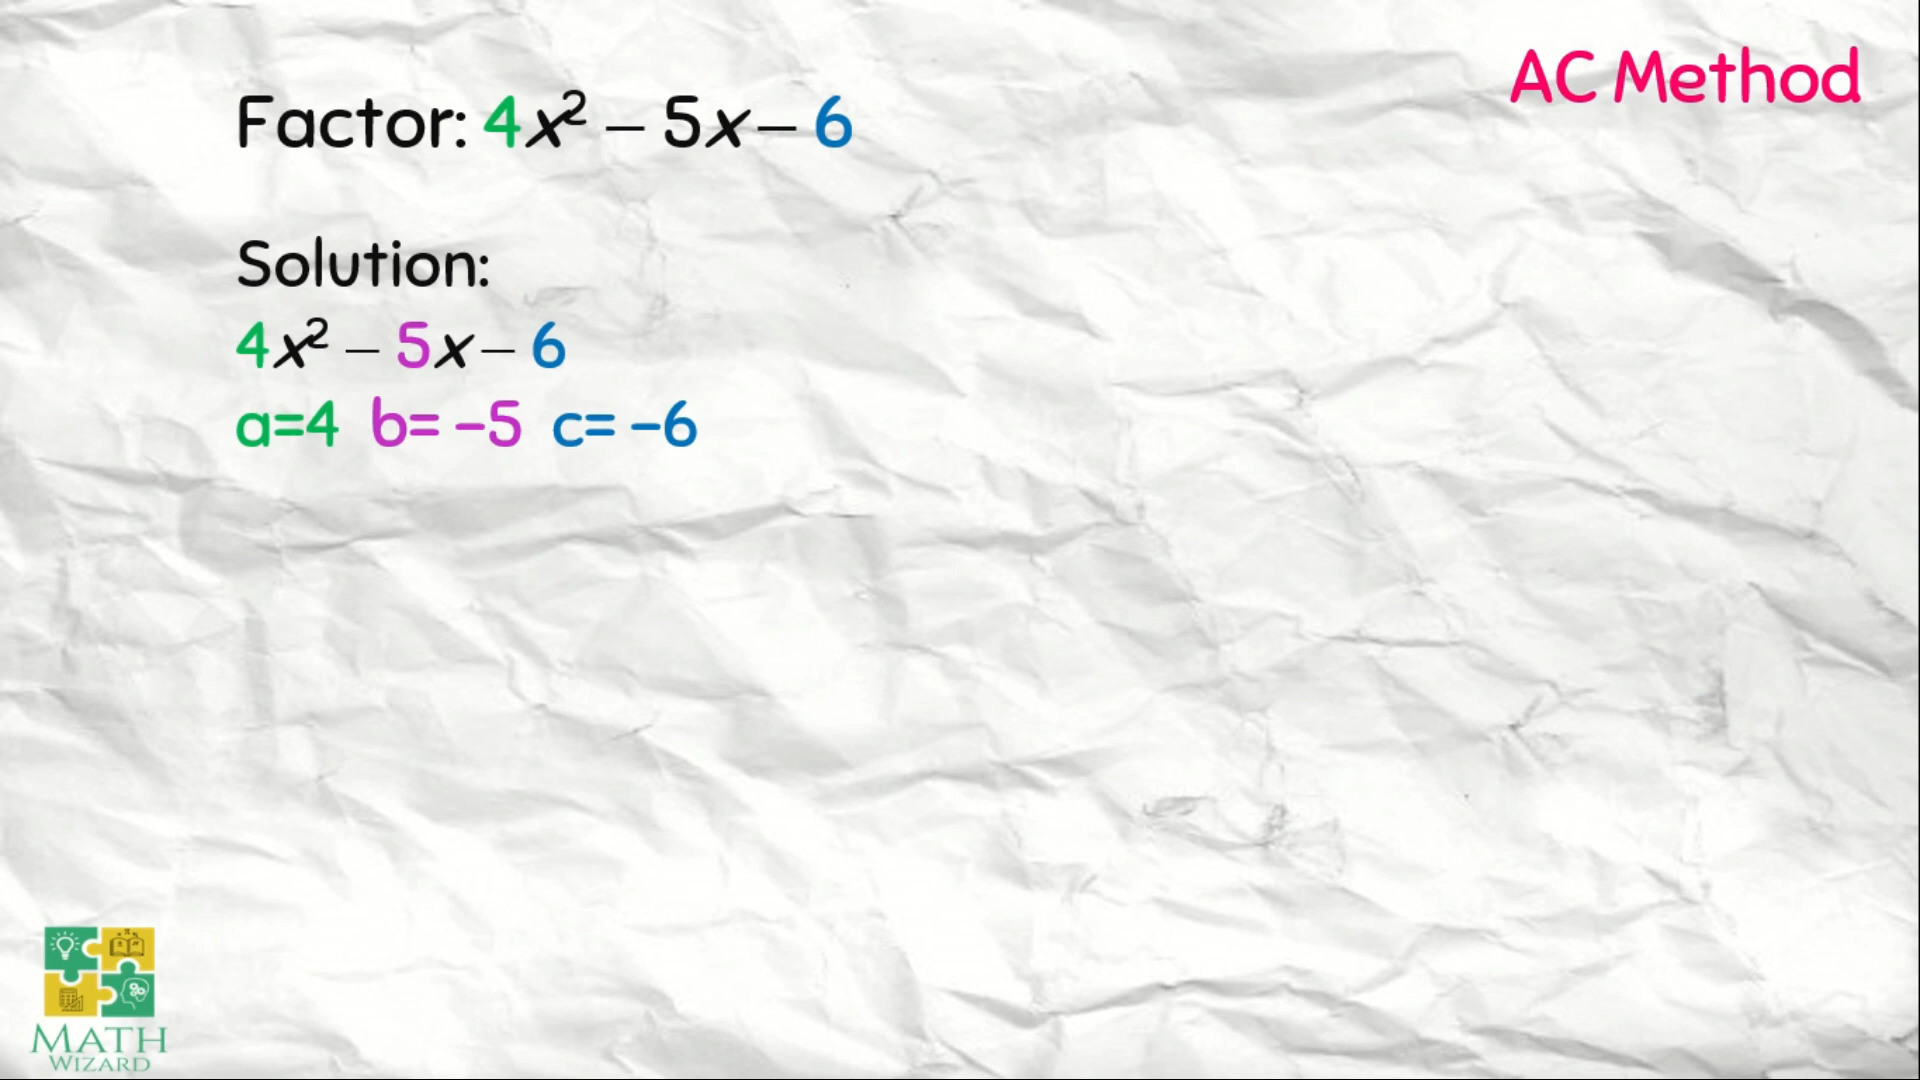 AC Method
Factor: 4x² – 5x – 6
Solution:
4x² – 5x – 6
a=4 b= –5 c= –6
MATH
WIZARD